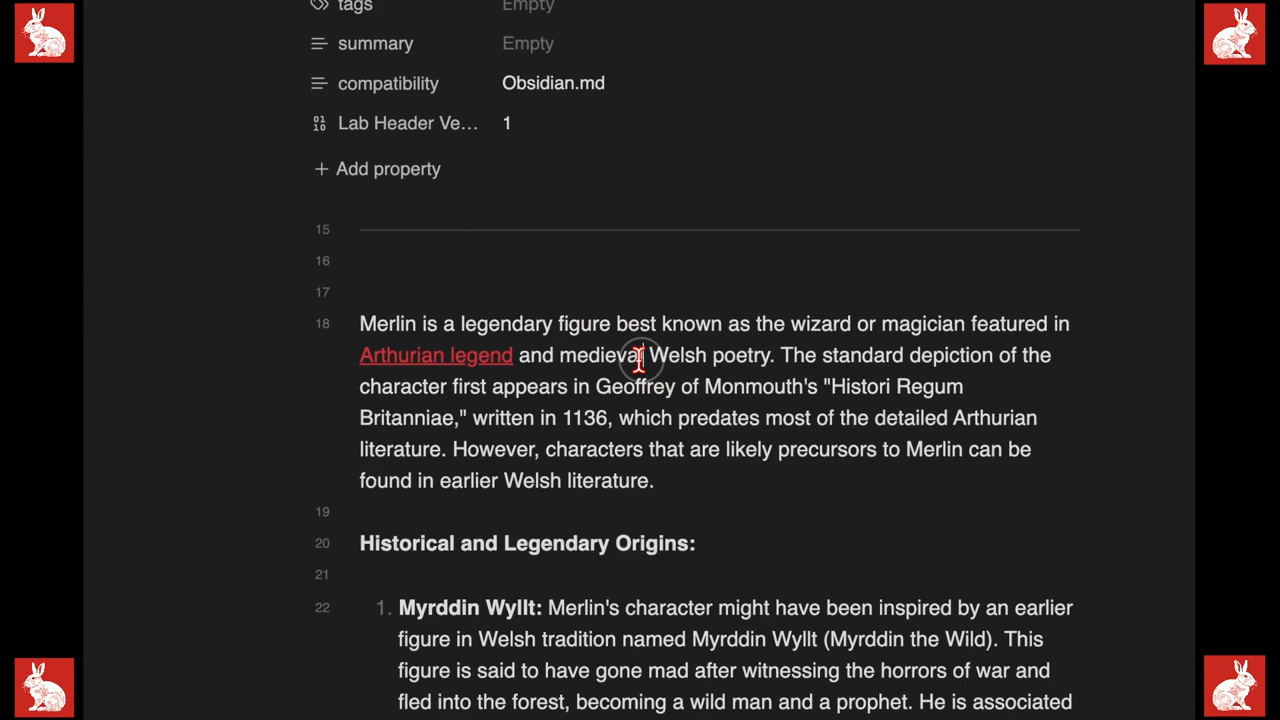 tags Empty
summary Empty
compatibility Obsidian.md
Lab Header Ve… 1
+ Add property
15
16
17
18 Merlin is a legendary figure best known as the wizard or magician featured in
Arthurian legend and medieval Welsh poetry. The standard depiction of the
character first appears in Geoffrey of Monmouth's "Histori Regum
Britanniae," written in 1136, which predates most of the detailed Arthurian
literature. However, characters that are likely precursors to Merlin can be
found in earlier Welsh literature.
19
20 Historical and Legendary Origins:
21
22 1. Myrddin Wyllt: Merlin's character might have been inspired by an earlier
figure in Welsh tradition named Myrddin Wyllt (Myrddin the Wild). This
figure is said to have gone mad after witnessing the horrors of war and
fled into the forest, becoming a wild man and a prophet. He is associated